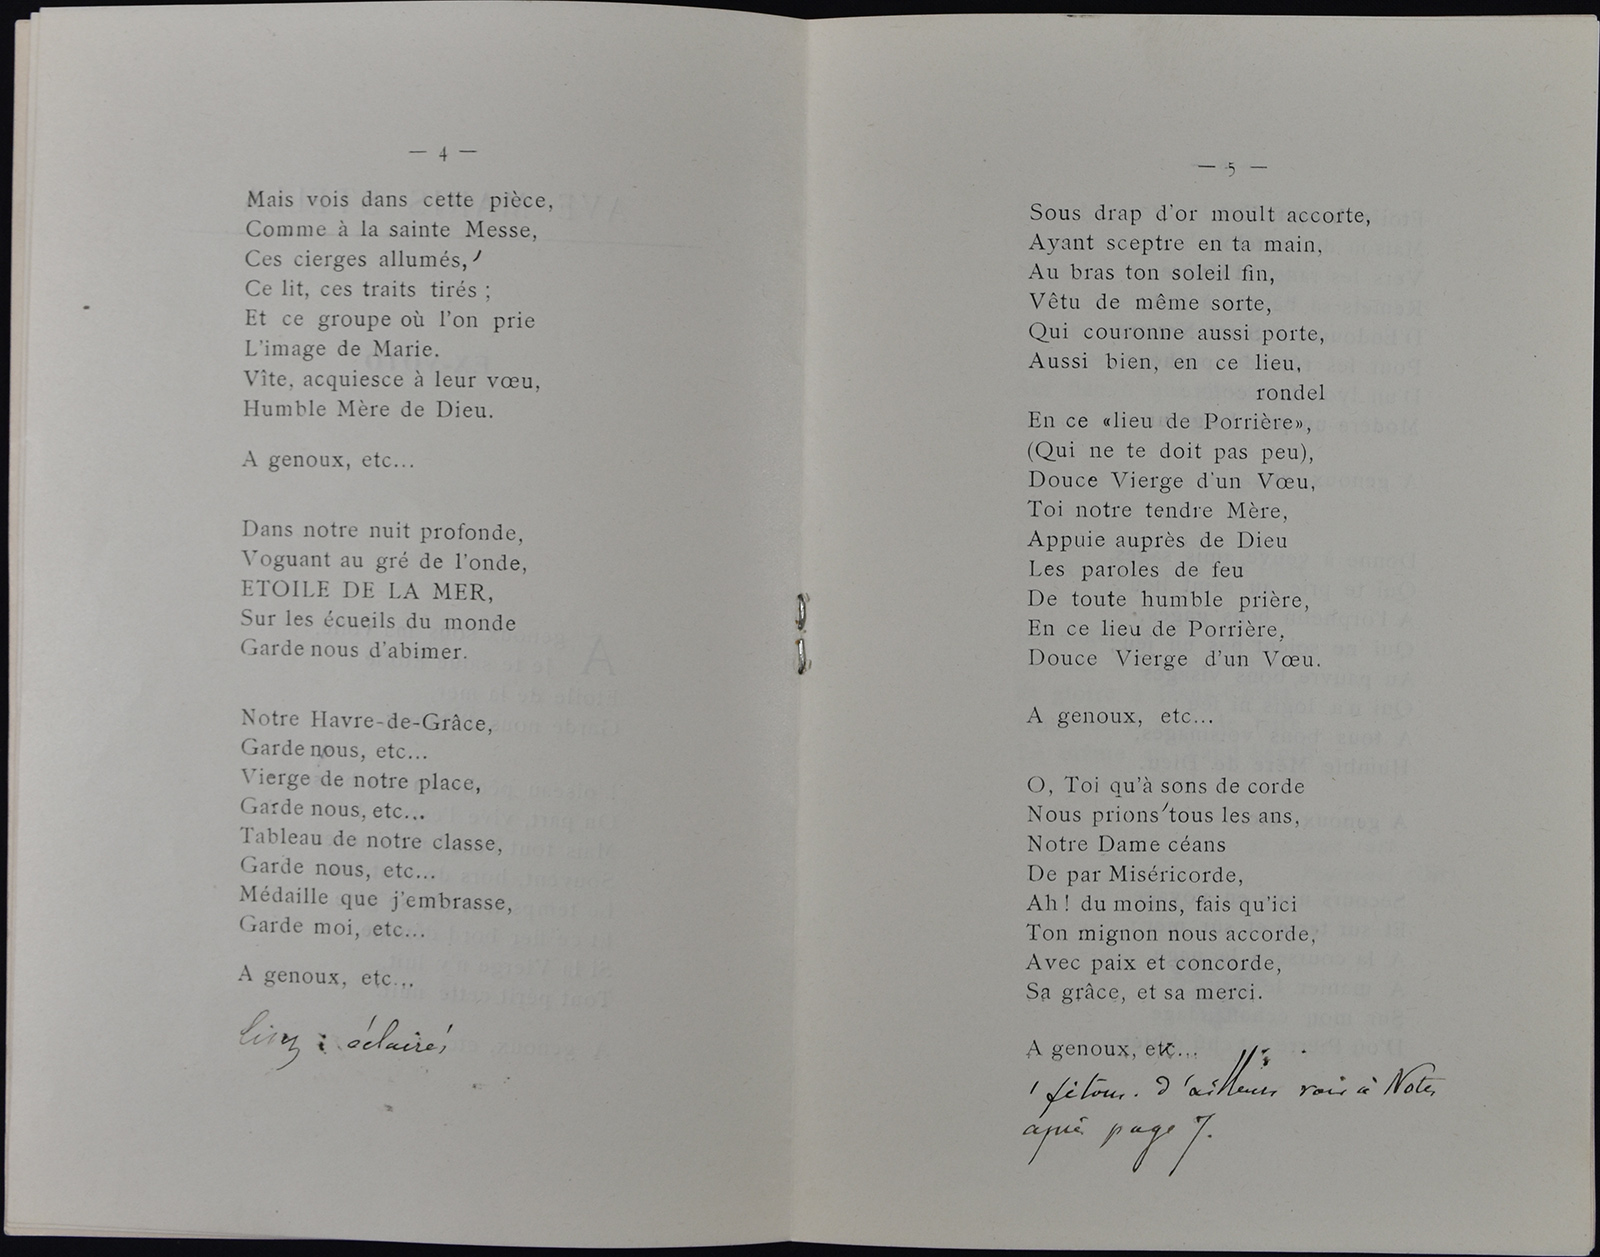 — 4 —
Mais vois dans cette pièce,
Comme à la sainte Messe,
Ces cierges allumés,′
Ce lit, ces traits tirés ;
Et ce groupe où l'on prie
L'image de Marie.
Vîte, acquiesce à leur vœu,
Humble Mère de Dieu.
A genoux, etc...
Dans notre nuit profonde,
Voguant au gré de l'onde,
ETOILE DE LA MER,
Sur les écueils du monde
Garde nous d'abimer.
Notre Havre-de-Grâce,
Garde nous, etc...
Vierge de notre place,
Garde nous, etc...
Tableau de notre classe,
Garde nous, etc...
Médaille que j'embrasse,
Garde moi, etc...
A genoux, etc...
lisez : éclairés
— 5 —
Sous drap d'or moult accorte,
Ayant sceptre en ta main,
Au bras ton soleil fin,
Vêtu de même sorte,
Qui couronne aussi porte,
Aussi bien, en ce lieu,
rondel
En ce «lieu de Porrière»,
(Qui ne te doit pas peu),
Douce Vierge d'un Vœu,
Toi notre tendre Mère,
Appuie auprès de Dieu
Les paroles de feu
De toute humble prière,
En ce lieu de Porrière,
Douce Vierge d'un Vœu.
A genoux, etc...
O, Toi qu'à sons de corde
Nous prions′tous les ans,
Notre Dame céans
De par Miséricorde,
Ah ! du moins, fais qu'ici
Ton mignon nous accorde,
Avec paix et concorde,
Sa grâce, et sa merci.
A genoux, etc...
′ fêtons. d'ailleurs voir à Notes
après page 7.